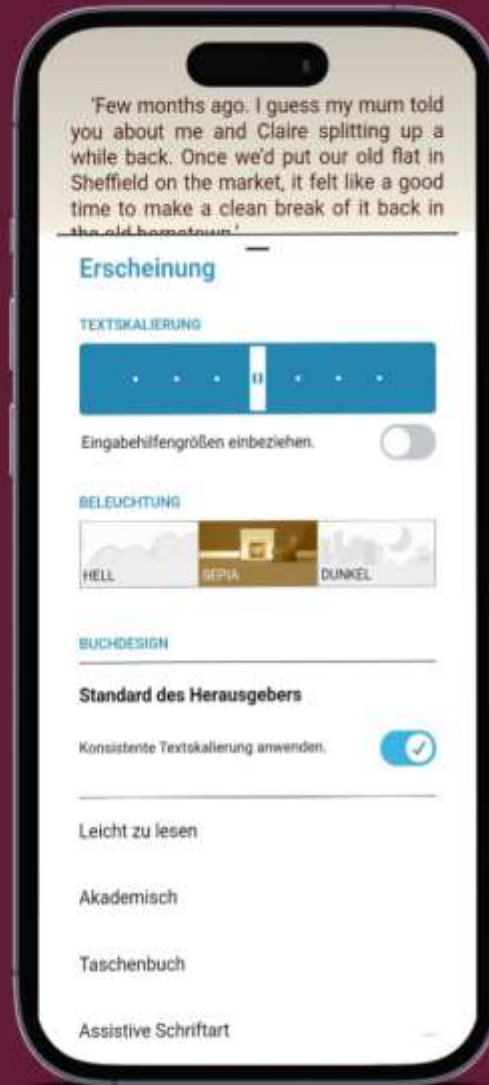 'Few months ago. I guess my mum told
you about me and Claire splitting up a
while back. Once we'd put our old flat in
Sheffield on the market, it felt like a good
time to make a clean break of it back in
the old hometown.'
Erscheinung
TEXTSKALIERUNG
Eingabehilfengrößen einbeziehen.
BELEUCHTUNG
HELL
SEPIA
DUNKEL
BUCHDESIGN
Standard des Herausgebers
Konsistente Textskalierung anwenden.
Leicht zu lesen
Akademisch
Taschenbuch
Assistive Schriftart